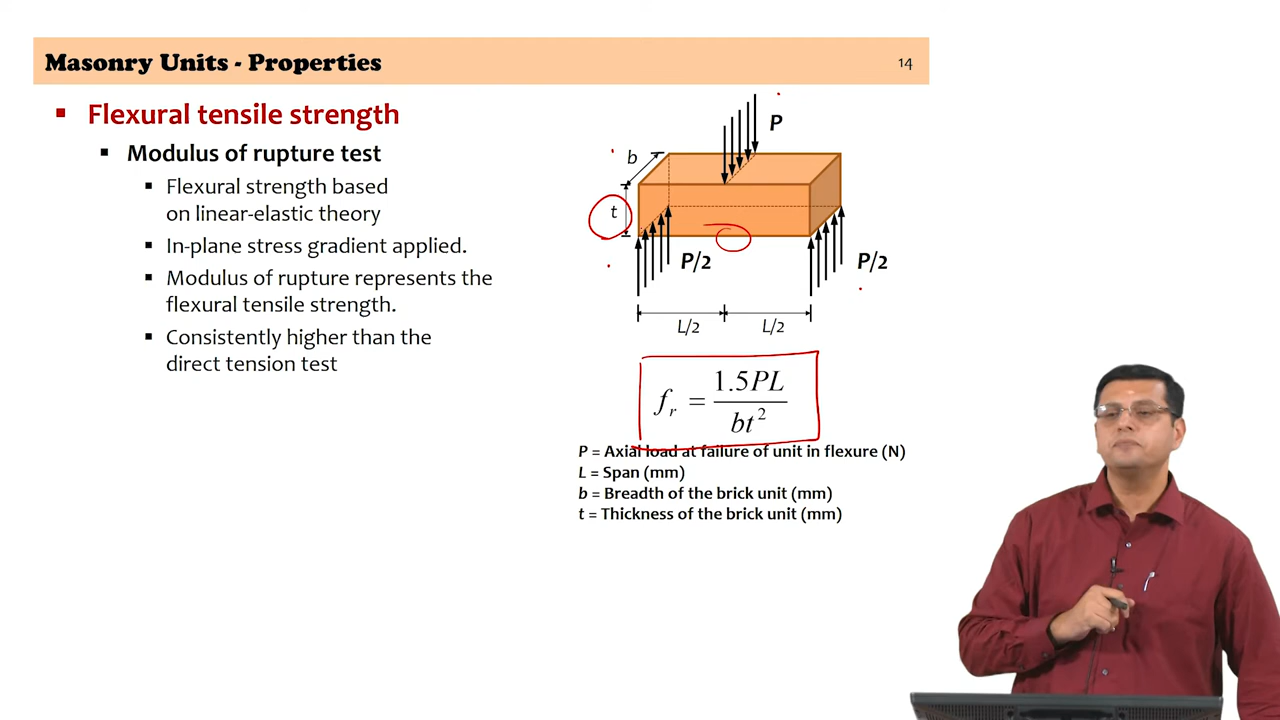 Masonry Units - Properties
14
▪ Flexural tensile strength
▪ Modulus of rupture test
▪ Flexural strength based
on linear-elastic theory
▪ In-plane stress gradient applied.
▪ Modulus of rupture represents the
flexural tensile strength.
▪ Consistently higher than the
direct tension test
P
b
t
P/2
P/2
L/2
L/2
f_r = 1.5PL / bt²
P = Axial load at failure of unit in flexure (N)
L = Span (mm)
b = Breadth of the brick unit (mm)
t = Thickness of the brick unit (mm)